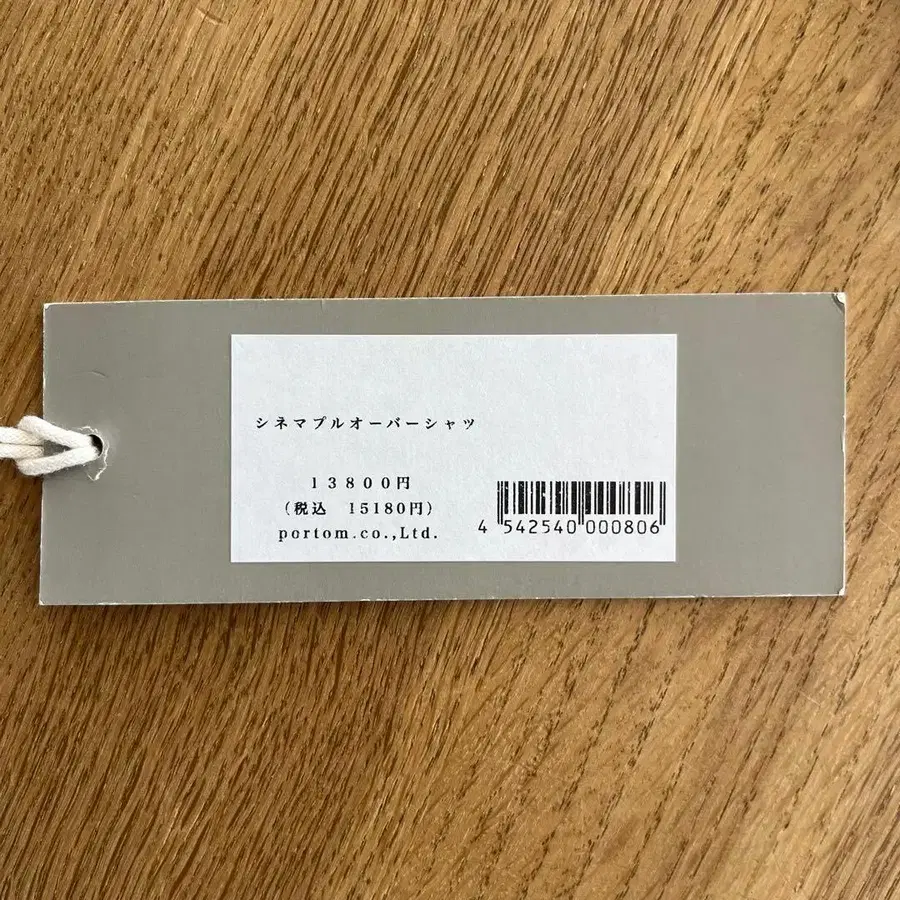 シネマプルオーバーシャツ
13800円
(税込 15180円)
portom.co.,Ltd.
4 542540 000806